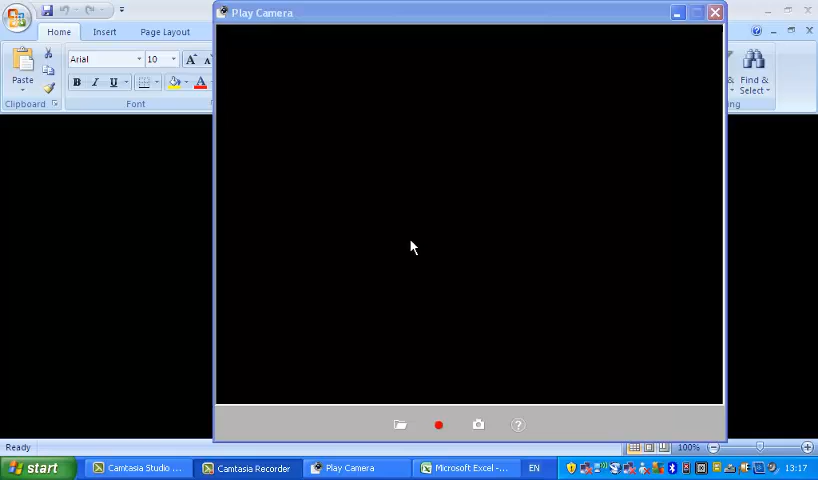 Play Camera
Home Insert Page Layout
Arial 10 A A
Paste
B I U A
Find &
Select
Clipboard Font
Ready 100%
start Camtasia Studio ... Camtasia Recorder Play Camera Microsoft Excel -... EN 13:17